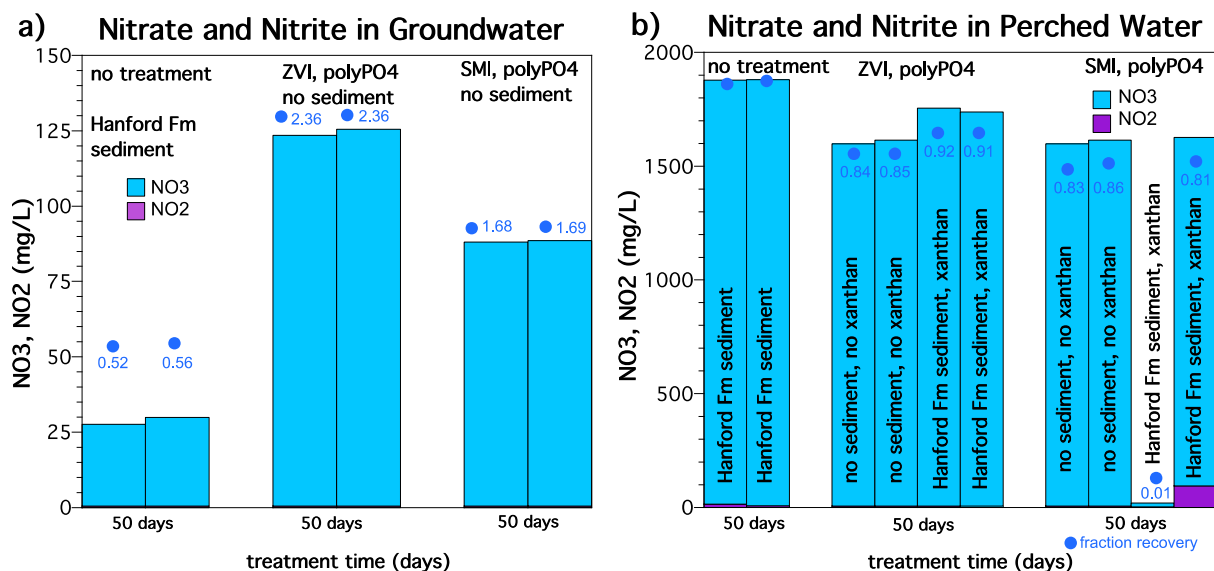 a)
Nitrate and Nitrite in Groundwater
NO3, NO2 (mg/L)
150
125
100
75
50
25
0
no treatment
Hanford Fm
sediment
NO3
NO2
ZVI, polyPO4
no sediment
SMI, polyPO4
no sediment
0.52
0.56
2.36
2.36
1.68
1.69
50 days
50 days
50 days
treatment time (days)
b)
Nitrate and Nitrite in Perched Water
NO3, NO2 (mg/L)
2000
1500
1000
500
0
no treatment
ZVI, polyPO4
SMI, polyPO4
NO3
NO2
0.84
0.85
0.92
0.91
0.83
0.86
0.01
0.81
Hanford Fm sediment
Hanford Fm sediment
no sediment, no xanthan
no sediment, no xanthan
Hanford Fm sediment, xanthan
Hanford Fm sediment, xanthan
no sediment, no xanthan
no sediment, no xanthan
Hanford Fm sediment, xanthan
Hanford Fm sediment, xanthan
50 days
50 days
50 days
treatment time (days)
fraction recovery